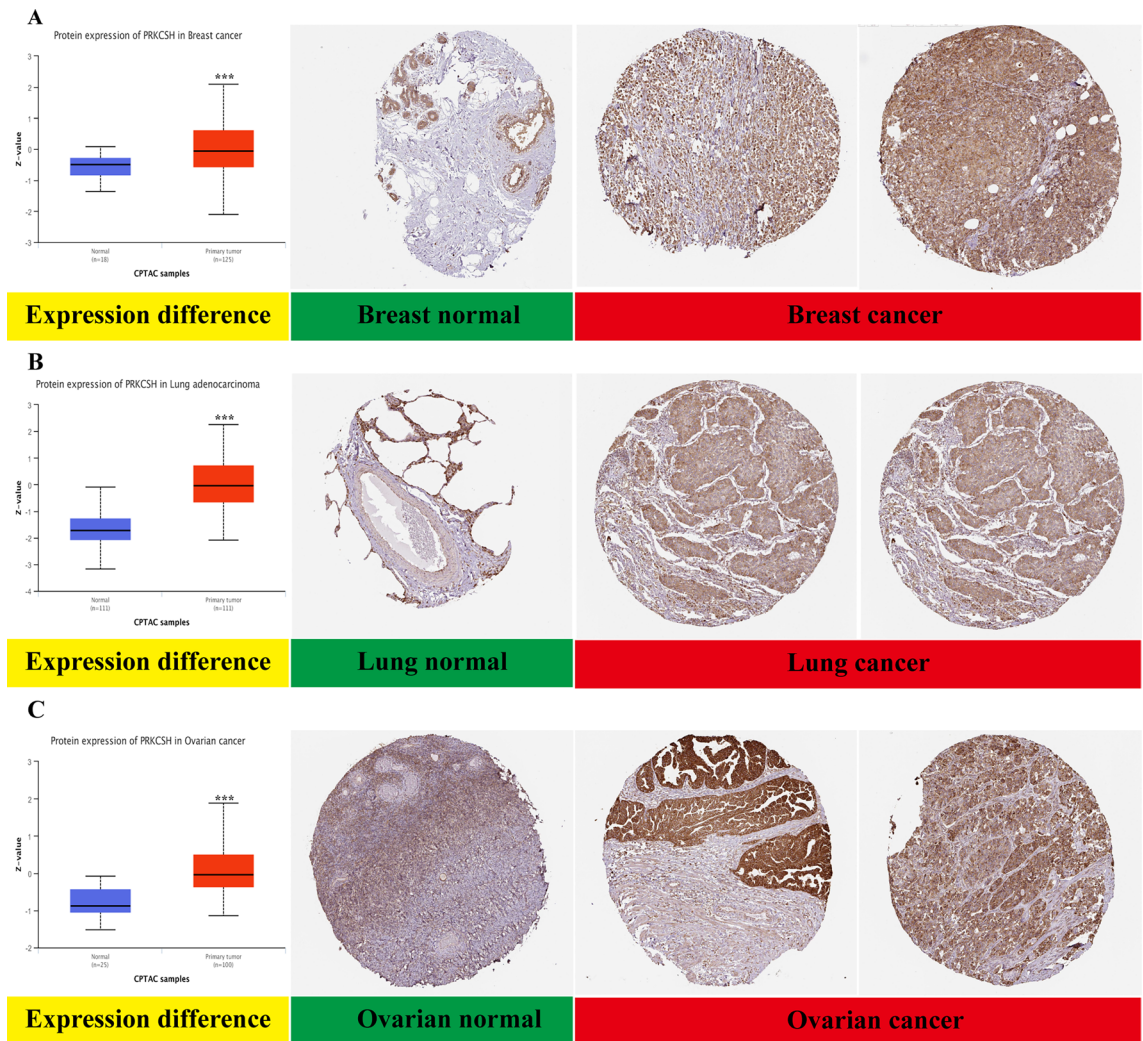 A
Protein expression of PRKCSH in Breast cancer
3
2
1
0
-1
-2
-3
Z-value
***
Normal
(n=18)
Primary tumor
(n=125)
CPTAC samples
Expression difference
Breast normal
Breast cancer
B
Protein expression of PRKCSH in Lung adenocarcinoma
3
2
1
0
-1
-2
-3
-4
Z-value
***
Normal
(n=111)
Primary tumor
(n=111)
CPTAC samples
Expression difference
Lung normal
Lung cancer
C
Protein expression of PRKCSH in Ovarian cancer
3
2
1
0
-1
-2
Z-value
***
Normal
(n=25)
Primary tumor
(n=100)
CPTAC samples
Expression difference
Ovarian normal
Ovarian cancer